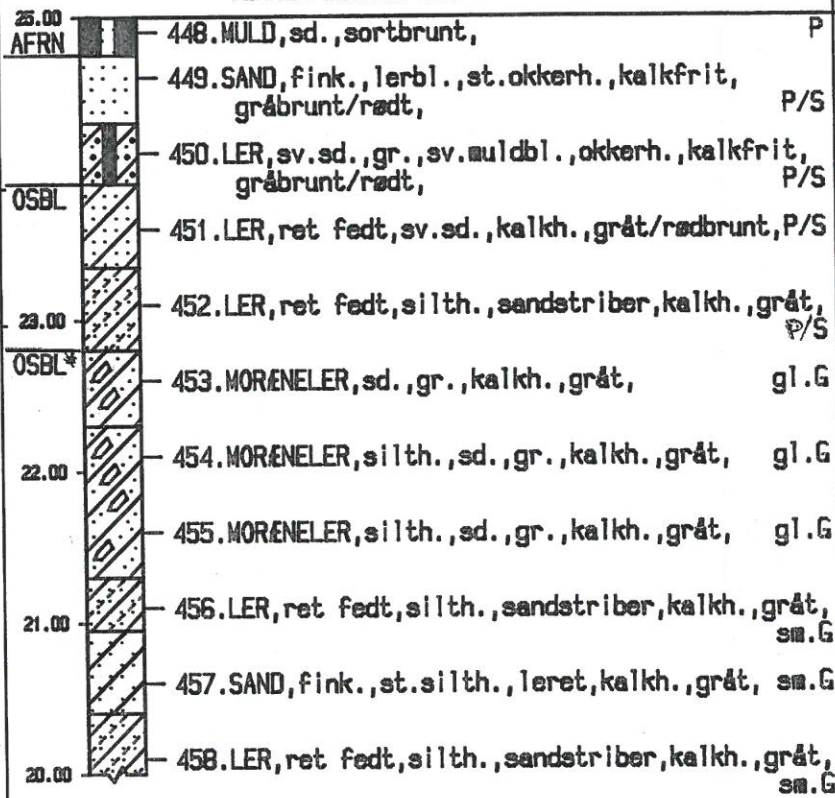 25.00
AFRN
448.MULD,sd.,sortbrunt, P
449.SAND,fink.,lerbl.,st.okkerh.,kalkfrit,
gråbrunt/rødt, P/S
450.LER,sv.sd.,gr.,sv.muldbl.,okkerh.,kalkfrit,
gråbrunt/rødt, P/S
OSBL
451.LER,ret fedt,sv.sd.,kalkh.,gråt/rødbrunt,P/S
452.LER,ret fedt,silth.,sandstriber,kalkh.,gråt,
23.00 P/S
OSBL*
453.MORÆNELER,sd.,gr.,kalkh.,gråt, gl.G
454.MORÆNELER,silth.,sd.,gr.,kalkh.,gråt, gl.G
22.00
455.MORÆNELER,silth.,sd.,gr.,kalkh.,gråt, gl.G
456.LER,ret fedt,silth.,sandstriber,kalkh.,gråt,
21.00 sm.G
457.SAND,fink.,st.silth.,leret,kalkh.,gråt, sm.G
458.LER,ret fedt,silth.,sandstriber,kalkh.,gråt,
20.00 sm.G